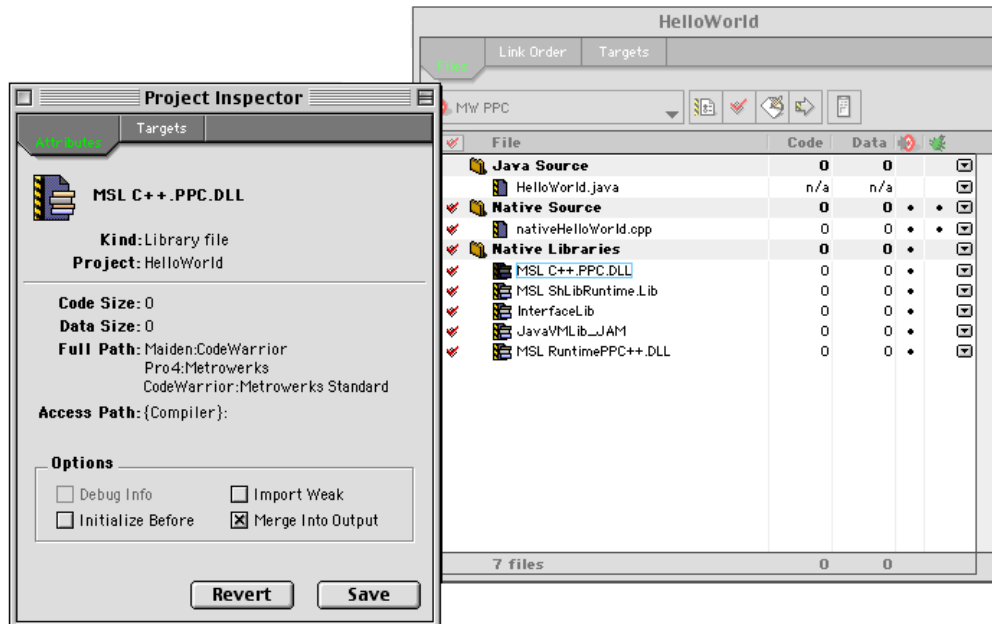 HelloWorld
Files
Link Order
Targets
MW PPC
File Code Data
Java Source 0 0
HelloWorld.java n/a n/a
Native Source 0 0
nativeHelloWorld.cpp 0 0
Native Libraries 0 0
MSL C++.PPC.DLL 0 0
MSL ShLibRuntime.Lib 0 0
InterfaceLib 0 0
JavaVMLib_JAM 0 0
MSL RuntimePPC++.DLL 0 0
7 files 0 0
Project Inspector
Attributes
Targets
MSL C++.PPC.DLL
Kind: Library file
Project: HelloWorld
Code Size: 0
Data Size: 0
Full Path: Maiden:CodeWarrior
Pro4:Metrowerks
CodeWarrior:Metrowerks Standard
Access Path: {Compiler}:
Options
Debug Info
Import Weak
Initialize Before
Merge Into Output
Revert
Save